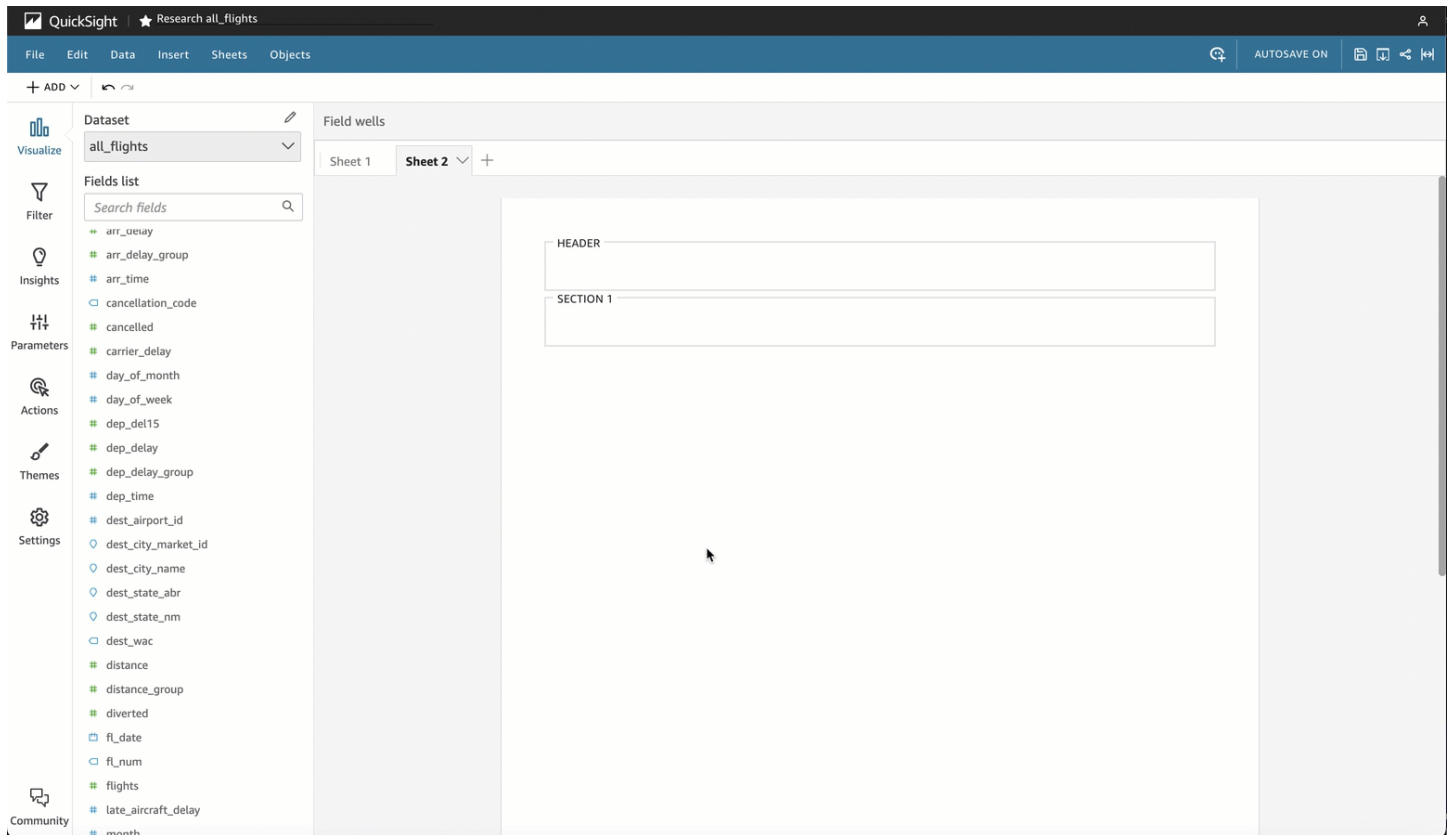 QuickSight
Research all_flights
File Edit Data Insert Sheets Objects
AUTOSAVE ON
ADD
Visualize
Filter
Insights
Parameters
Actions
Themes
Settings
Community
Dataset
all_flights
Fields list
Search fields
arr_delay
arr_delay_group
arr_time
cancellation_code
cancelled
carrier_delay
day_of_month
day_of_week
dep_del15
dep_delay
dep_delay_group
dep_time
dest_airport_id
dest_city_market_id
dest_city_name
dest_state_abr
dest_state_nm
dest_wac
distance
distance_group
diverted
fl_date
fl_num
flights
late_aircraft_delay
month
Field wells
Sheet 1 Sheet 2
HEADER
SECTION 1